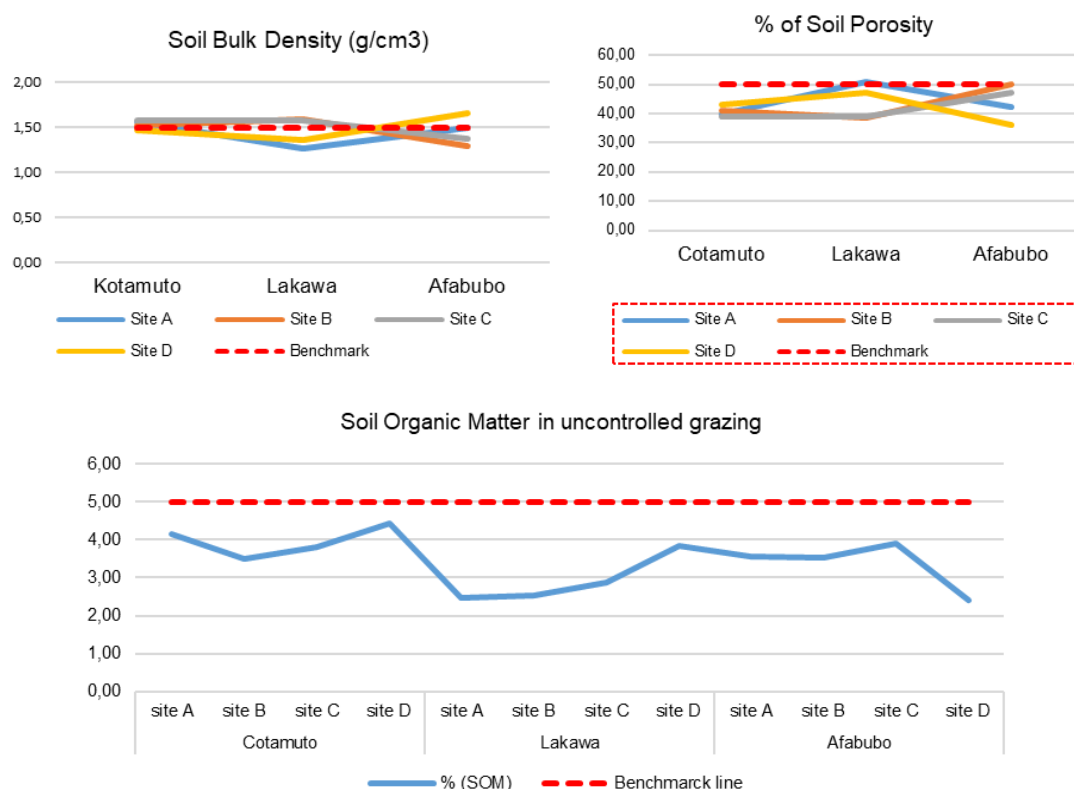 Soil Bulk Density (g/cm3)
2,00
1,50
1,00
0,50
0,00
Kotamuto Lakawa Afabubo
Site A Site B Site C
Site D Benchmark
% of Soil Porosity
60,00
50,00
40,00
30,00
20,00
10,00
0,00
Cotamuto Lakawa Afabubo
Site A Site B Site C
Site D Benchmark
Soil Organic Matter in uncontrolled grazing
6,00
5,00
4,00
3,00
2,00
1,00
0,00
site A site B site C site D site A site B site C site D site A site B site C site D
Cotamuto Lakawa Afabubo
% (SOM) Benchmarck line